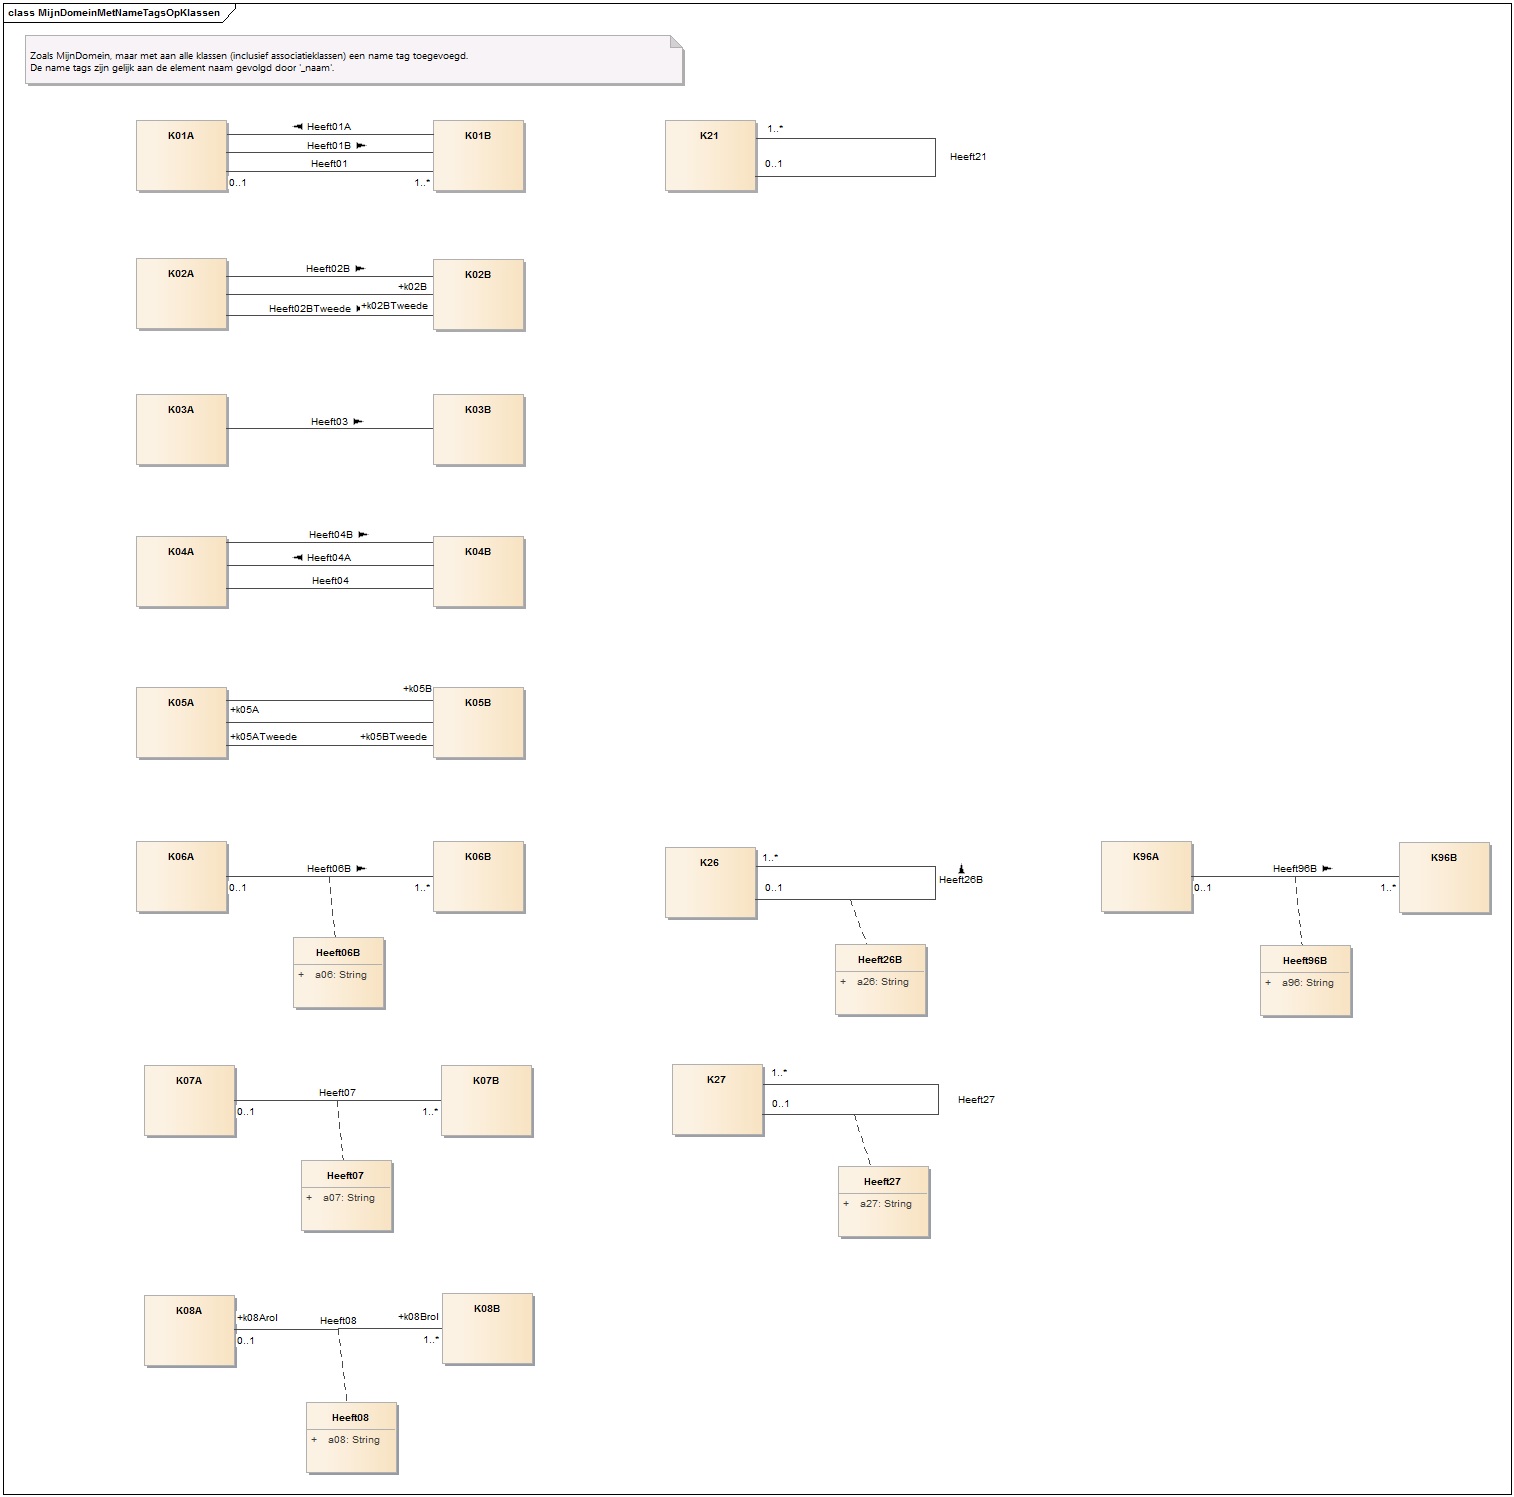 class MijnDomeinMetNameTagsOpKlassen
Zoals MijnDomein, maar met aan alle klassen (inclusief associatieklassen) een name tag toegevoegd.
De name tags zijn gelijk aan de element naam gevolgd door '_naam'.
K01A
Heeft01A
Heeft01B
Heeft01
0..1
1..*
K01B
K21
1..*
0..1
Heeft21
K02A
Heeft02B
+k02B
Heeft02BTweede
+k02BTweede
K02B
K03A
Heeft03
K03B
K04A
Heeft04B
Heeft04A
Heeft04
K04B
K05A
+k05B
+k05A
+k05ATweede
+k05BTweede
K05B
K06A
Heeft06B
0..1
1..*
K06B
Heeft06B
+ a06: String
K26
1..*
0..1
Heeft26B
Heeft26B
+ a26: String
K96A
Heeft96B
0..1
1..*
K96B
Heeft96B
+ a96: String
K07A
Heeft07
0..1
1..*
K07B
Heeft07
+ a07: String
K27
1..*
0..1
Heeft27
Heeft27
+ a27: String
K08A
+k08Arol
0..1
Heeft08
+k08Brol
1..*
K08B
Heeft08
+ a08: String